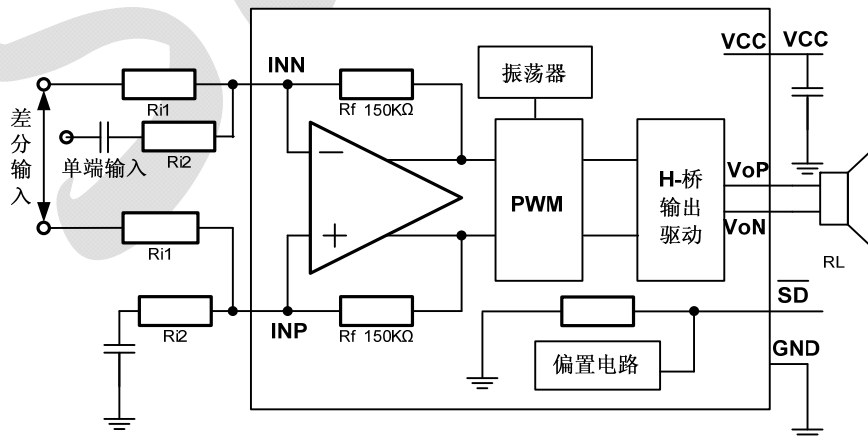 INN
Ri1
Rf 150KΩ
振荡器
VCC
VCC
差分输入
单端输入
Ri2
PWM
H-桥
输出
驱动
VoP
VoN
RL
Ri1
Ri2
INP
Rf 150KΩ
SD
偏置电路
GND